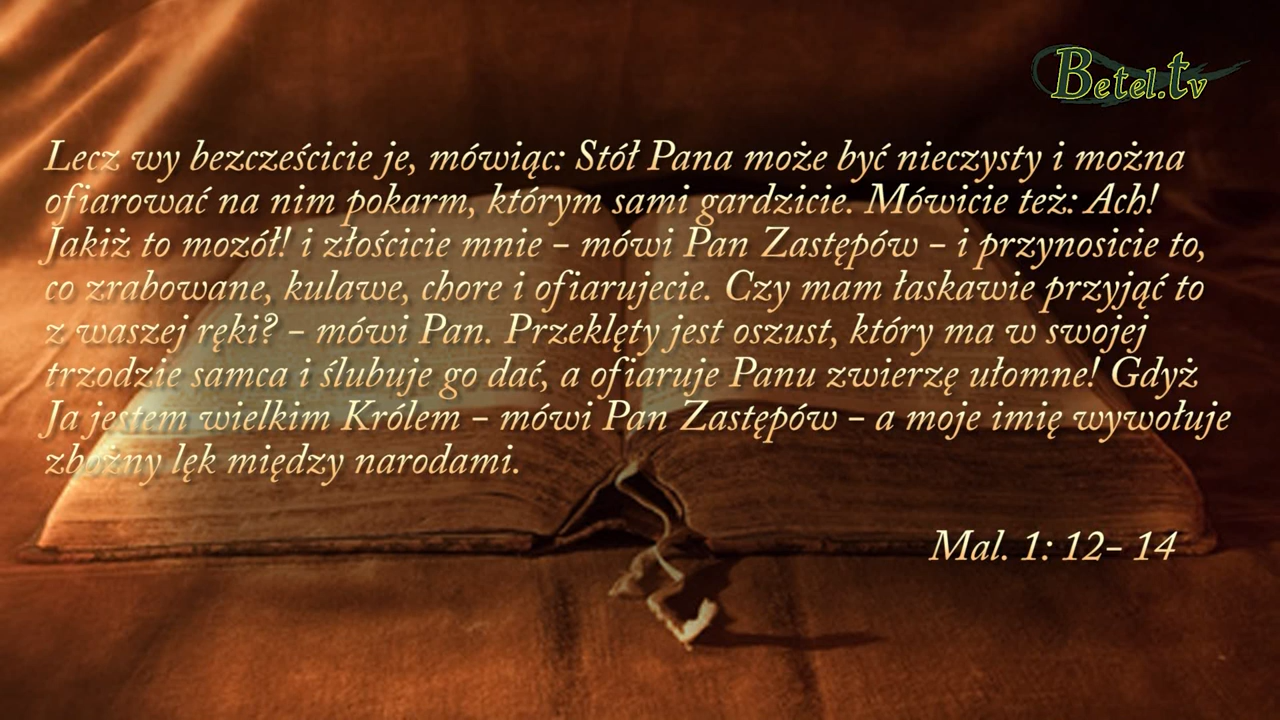 Betel.tv
Lecz wy bezcześcicie je, mówiąc: Stół Pana może być nieczysty i można
ofiarować na nim pokarm, którym sami gardzicie. Mówicie też: Ach!
Jakiż to mozół! i złościcie mnie - mówi Pan Zastępów - i przynosicie to,
co zrabowane, kulawe, chore i ofiarujecie. Czy mam łaskawie przyjąć to
z waszej ręki? - mówi Pan. Przeklęty jest oszust, który ma w swojej
trzodzie samca i ślubuje go dać, a ofiaruje Panu zwierzę ułomne! Gdyż
Ja jestem wielkim Królem - mówi Pan Zastępów - a moje imię wywołuje
zbożny lęk między narodami.
Mal. 1: 12- 14